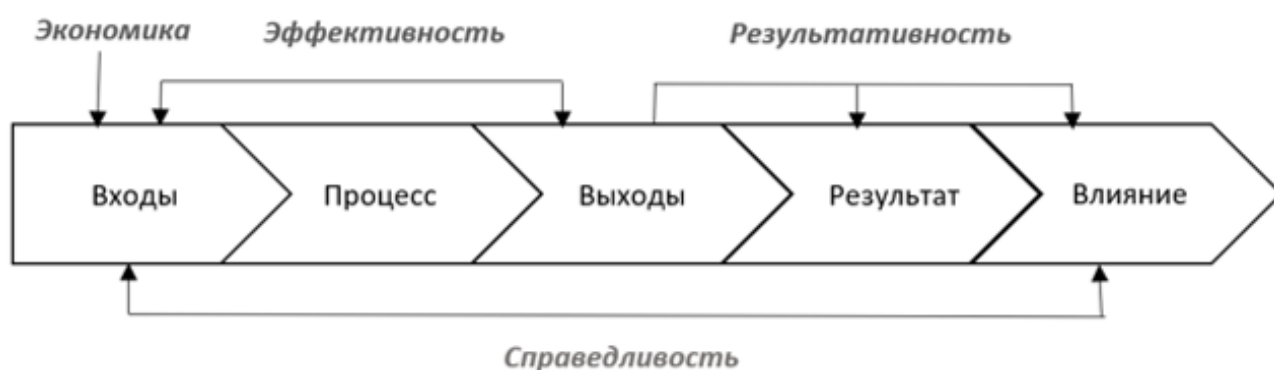 Экономика Эффективность Результативность
Входы Процесс Выходы Результат Влияние
Справедливость